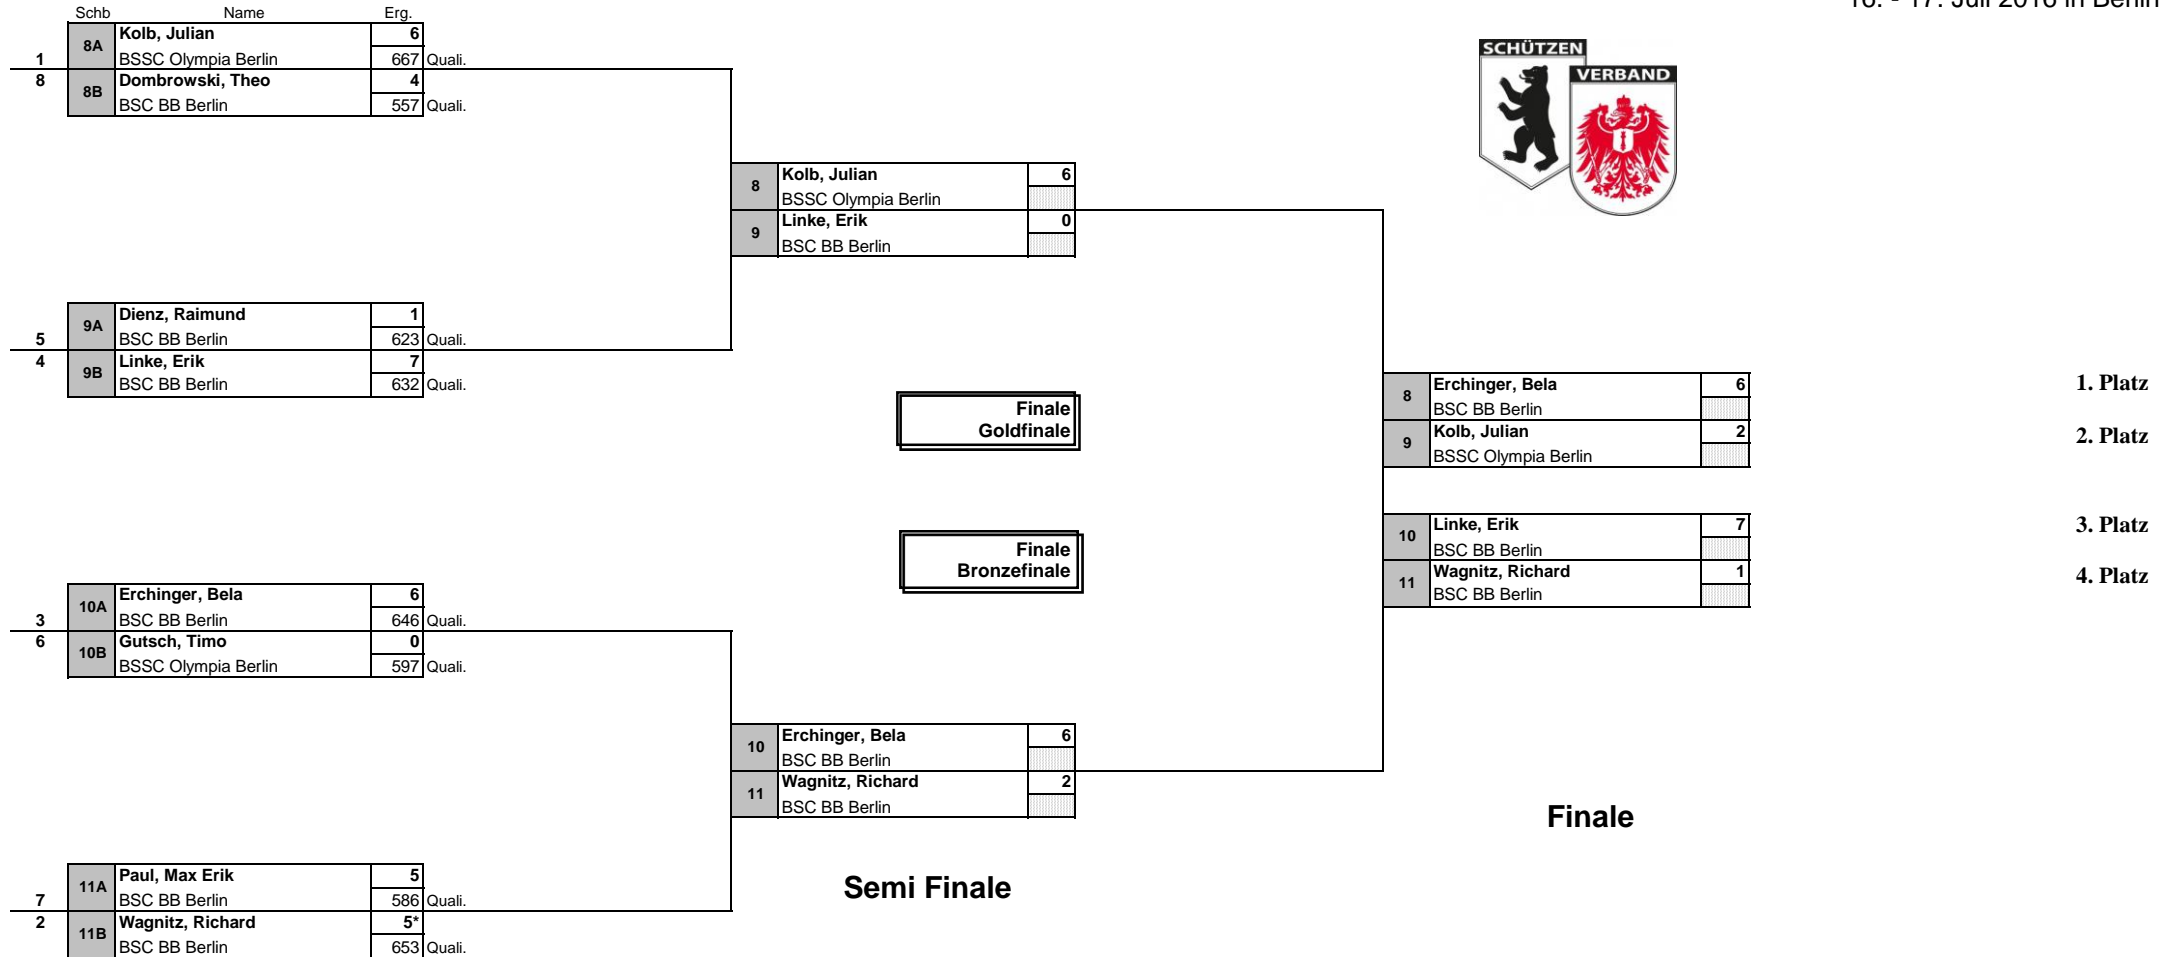 16. - 17. Juli 2016 in Berlin
Schb Name Erg.
8A Kolb, Julian 6
1 BSSC Olympia Berlin 667 Quali.
8 Dombrowski, Theo 4
8B BSC BB Berlin 557 Quali.
SCHÜTZEN
VERBAND
8 Kolb, Julian 6
BSSC Olympia Berlin
9 Linke, Erik 0
BSC BB Berlin
9A Dienz, Raimund 1
5 BSC BB Berlin 623 Quali.
4 Linke, Erik 7
9B BSC BB Berlin 632 Quali.
Finale
Goldfinale
8 Erchinger, Bela 6 1. Platz
BSC BB Berlin
9 Kolb, Julian 2 2. Platz
BSSC Olympia Berlin
Finale
Bronzefinale
10 Linke, Erik 7 3. Platz
BSC BB Berlin
11 Wagnitz, Richard 1 4. Platz
BSC BB Berlin
10A Erchinger, Bela 6
3 BSC BB Berlin 646 Quali.
6 Gutsch, Timo 0
10B BSSC Olympia Berlin 597 Quali.
10 Erchinger, Bela 6
BSC BB Berlin
11 Wagnitz, Richard 2
BSC BB Berlin
Finale
Semi Finale
11A Paul, Max Erik 5
7 BSC BB Berlin 586 Quali.
2 Wagnitz, Richard 5*
11B BSC BB Berlin 653 Quali.